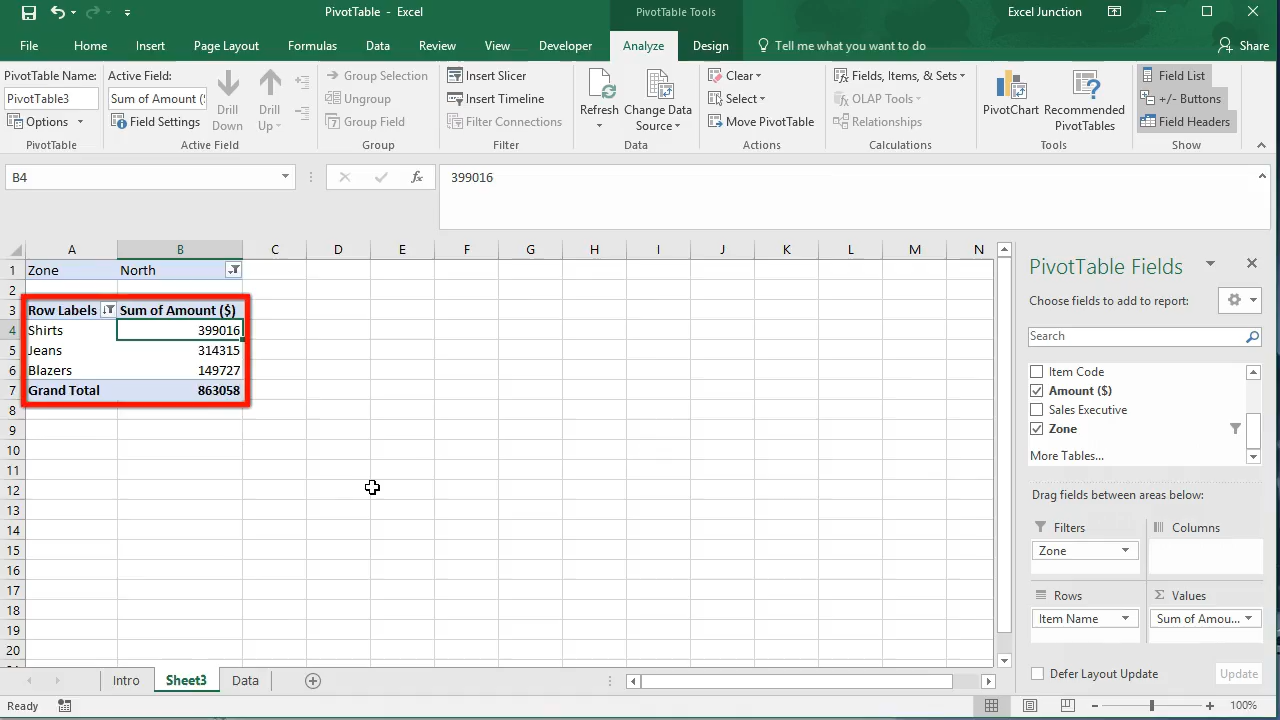 PivotTable - Excel
PivotTable Tools
Excel Junction
File Home Insert Page Layout Formulas Data Review View Developer Analyze Design Tell me what you want to do Share
PivotTable Name:
PivotTable3
Options
PivotTable
Active Field:
Sum of Amount (
Field Settings
Drill Down
Drill Up
Active Field
Group Selection
Ungroup
Group Field
Group
Insert Slicer
Insert Timeline
Filter Connections
Filter
Refresh
Change Data Source
Data
Clear
Select
Move PivotTable
Actions
Fields, Items, & Sets
OLAP Tools
Relationships
Calculations
PivotChart
Recommended PivotTables
Tools
Field List
+/- Buttons
Field Headers
Show
B4
fx
399016
A B C D E F G H I J K L M N
1 Zone North
2
3 Row Labels Sum of Amount ($)
4 Shirts 399016
5 Jeans 314315
6 Blazers 149727
7 Grand Total 863058
8
9
10
11
12
13
14
15
16
17
18
19
20
PivotTable Fields
Choose fields to add to report:
Search
Item Code
Amount ($)
Sales Executive
Zone
More Tables...
Drag fields between areas below:
Filters
Zone
Columns
Rows
Item Name
Σ Values
Sum of Amou...
Defer Layout Update
Update
Intro Sheet3 Data
Ready
100%